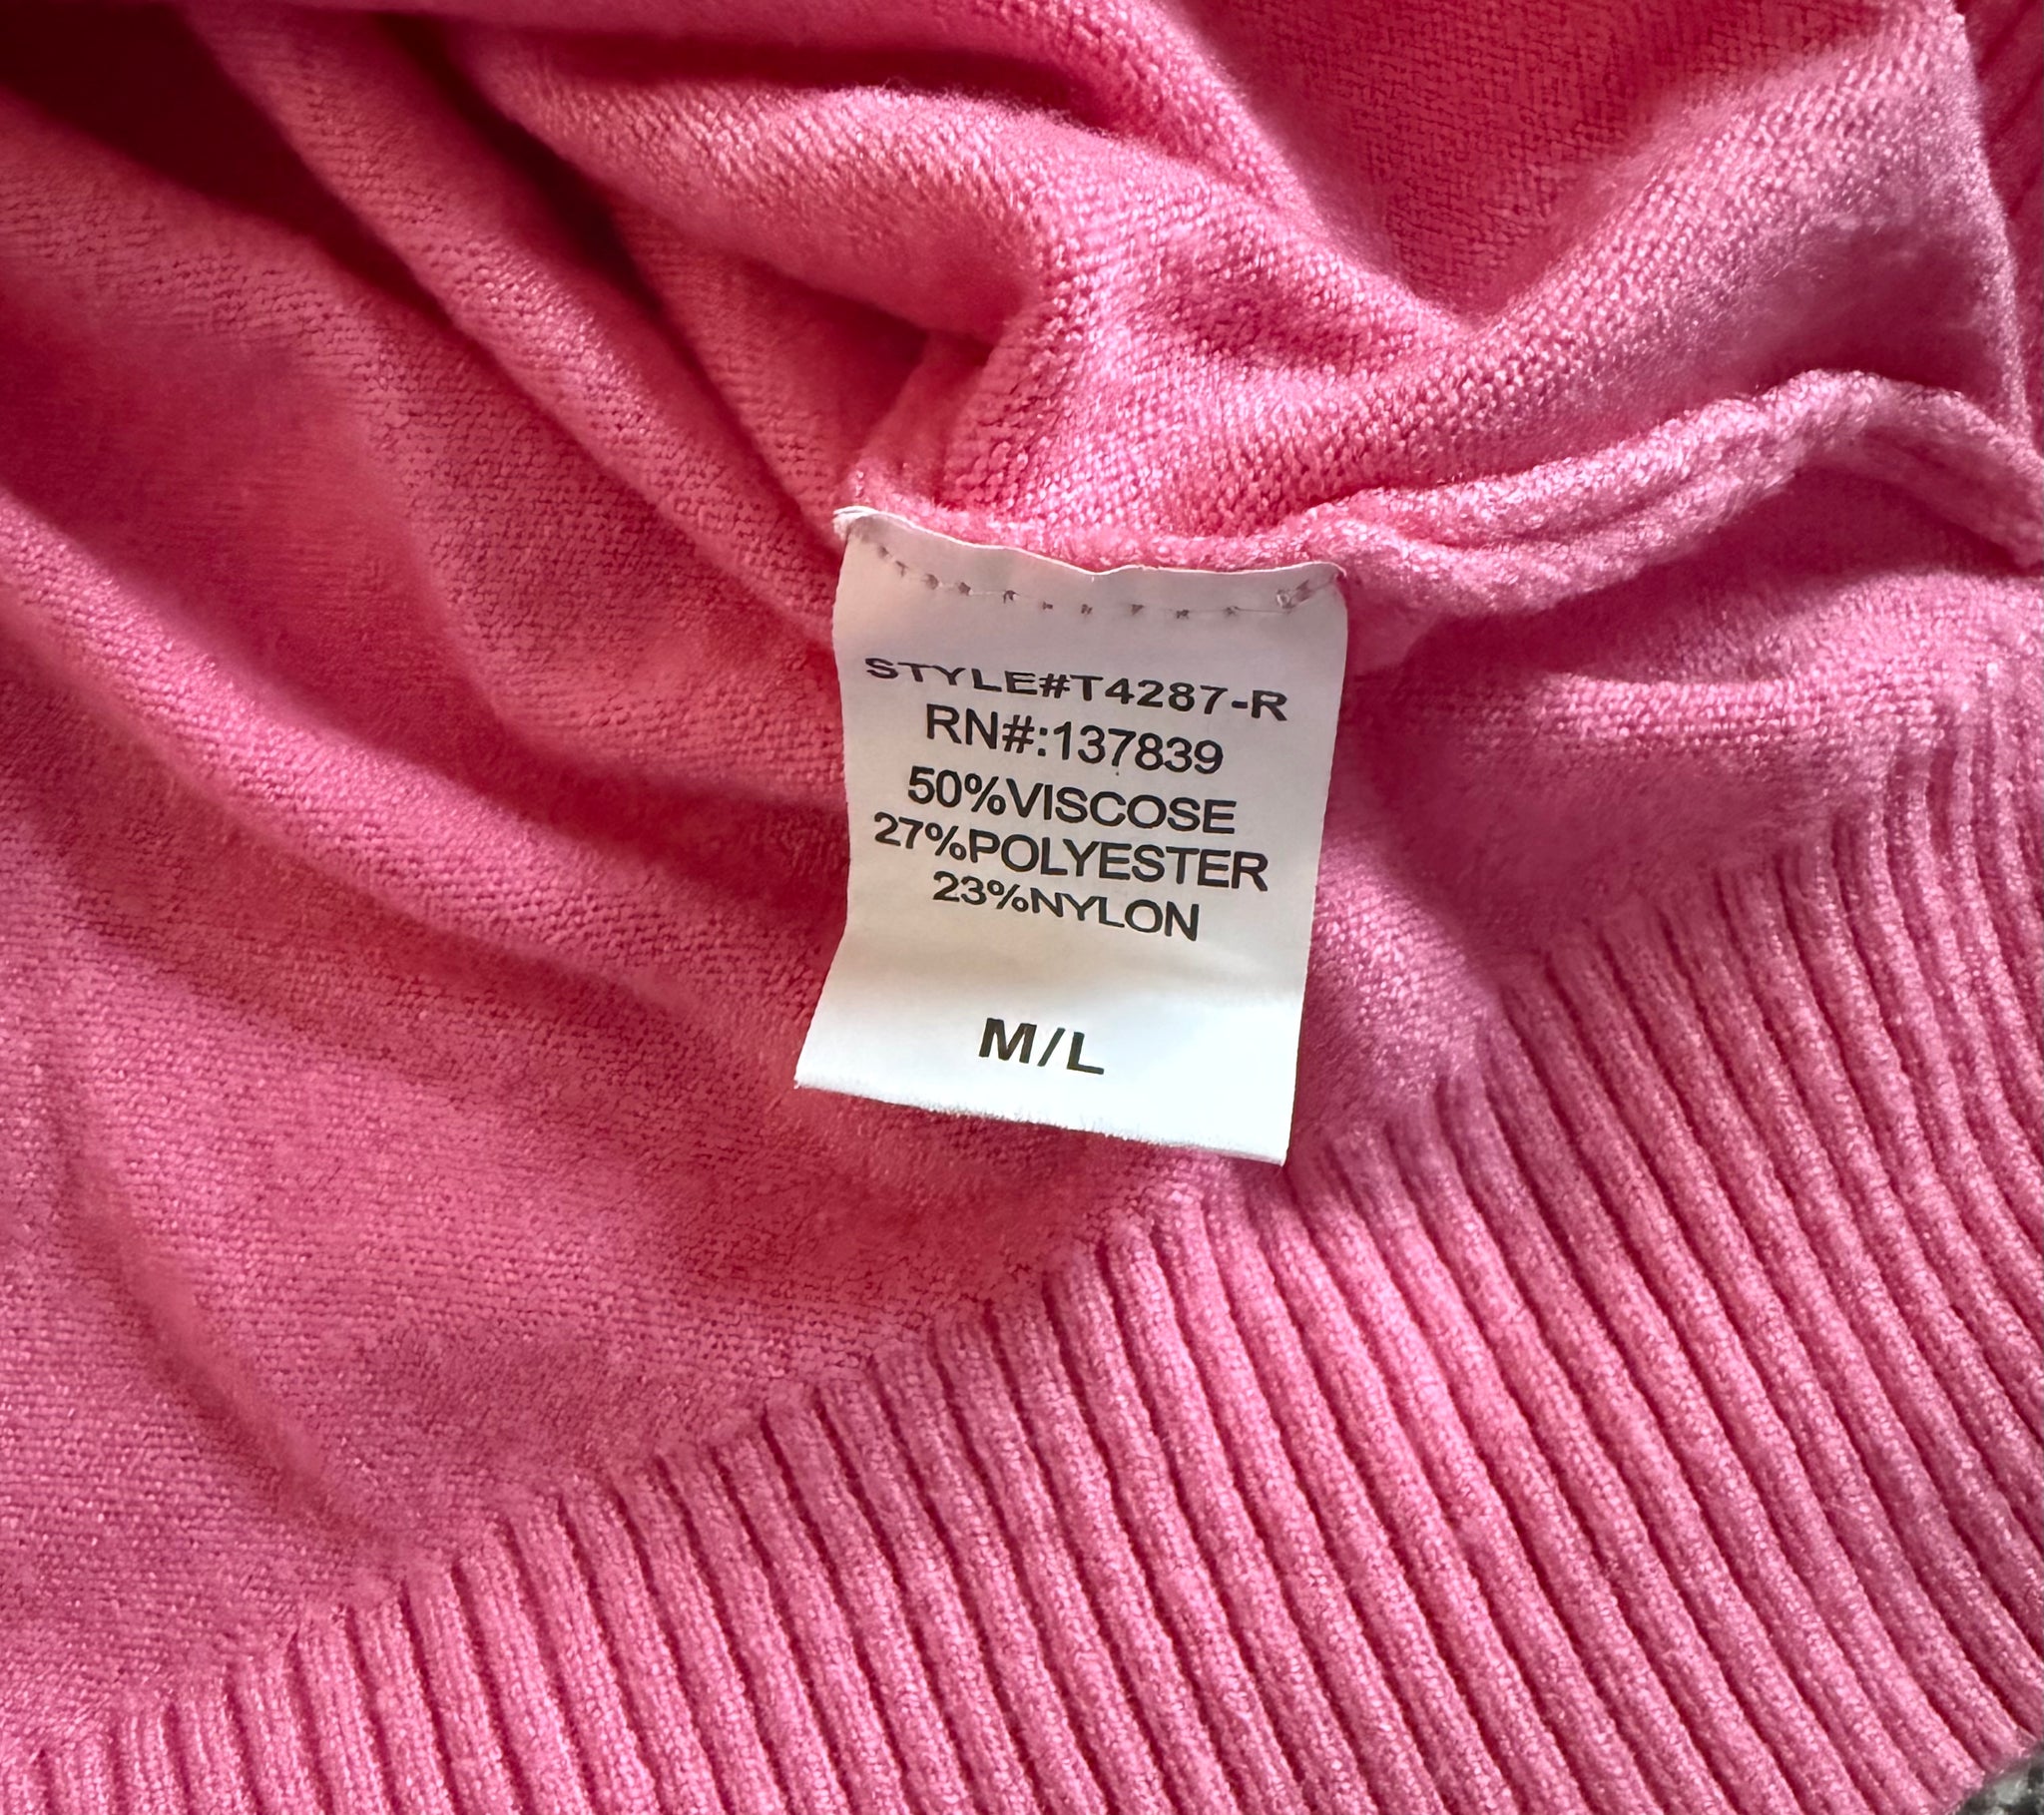 STYLE#T4287-R
RN#:137839
50%VISCOSE
27%POLYESTER
23%NYLON
M/L